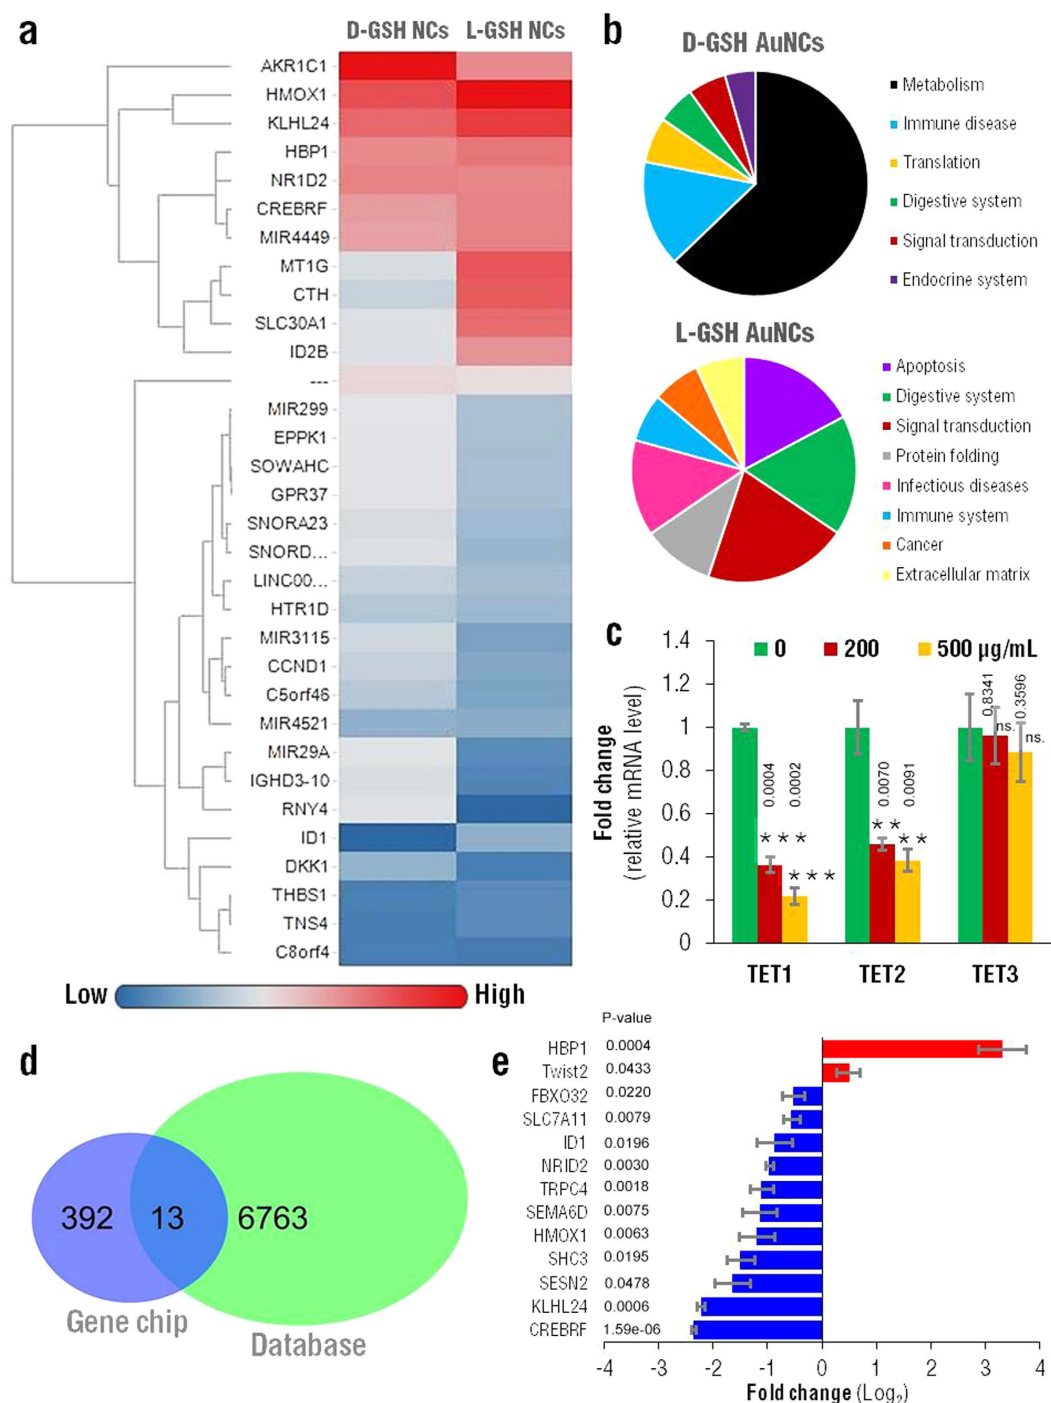 a
D-GSH NCs L-GSH NCs
AKR1C1
HMOX1
KLHL24
HBP1
NR1D2
CREBRF
MIR4449
MT1G
CTH
SLC30A1
ID2B
---
MIR299
EPPK1
SOWAHC
GPR37
SNORA23
SNORD...
LINC00...
HTR1D
MIR3115
CCND1
C5orf46
MIR4521
MIR29A
IGHD3-10
RNY4
ID1
DKK1
THBS1
TNS4
C8orf4
Low High
b
D-GSH AuNCs
Metabolism
Immune disease
Translation
Digestive system
Signal transduction
Endocrine system
L-GSH AuNCs
Apoptosis
Digestive system
Signal transduction
Protein folding
Infectious diseases
Immune system
Cancer
Extracellular matrix
c
0 200 500 µg/mL
Fold change
(relative mRNA level)
1.4
1.2
1
0.8
0.6
0.4
0.2
0
0.0004
0.0002
* * *
* * *
0.0070
0.0091
* *
* *
0.8341
ns.
0.3596
ns.
TET1 TET2 TET3
d
392 13 6763
Gene chip
Database
e
P-value
HBP1 0.0004
Twist2 0.0433
FBXO32 0.0220
SLC7A11 0.0079
ID1 0.0196
NRID2 0.0030
TRPC4 0.0018
SEMA6D 0.0075
HMOX1 0.0063
SHC3 0.0195
SESN2 0.0478
KLHL24 0.0006
CREBRF 1.59e-06
-4 -3 -2 -1 0 1 2 3 4
Fold change (Log₂)